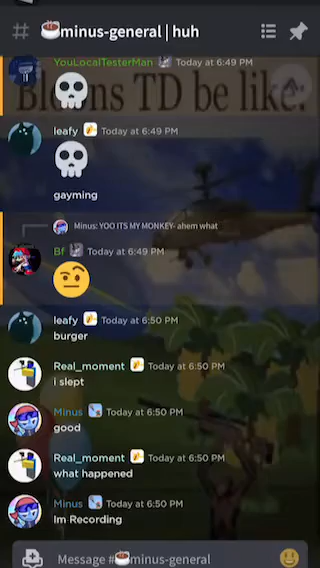 # ☕minus-general | huh
YouLocalTesterMan Today at 6:49 PM
Bloons TD be like:
💀
leafy Today at 6:49 PM
💀
gayming
Minus: YOO ITS MY MONKEY- ahem what
Bf Today at 6:49 PM
🤨
leafy Today at 6:50 PM
burger
Real_moment Today at 6:50 PM
i slept
Minus Today at 6:50 PM
good
Real_moment Today at 6:50 PM
what happened
Minus Today at 6:50 PM
Im Recording
Message #☕minus-general